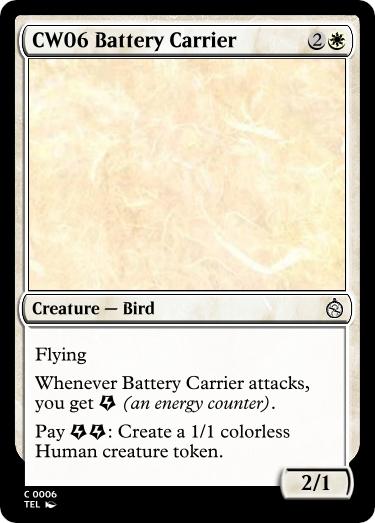 CW06 Battery Carrier 2
Creature — Bird
Flying
Whenever Battery Carrier attacks,
you get (an energy counter).
Pay : Create a 1/1 colorless
Human creature token.
2/1
C 0006
TEL